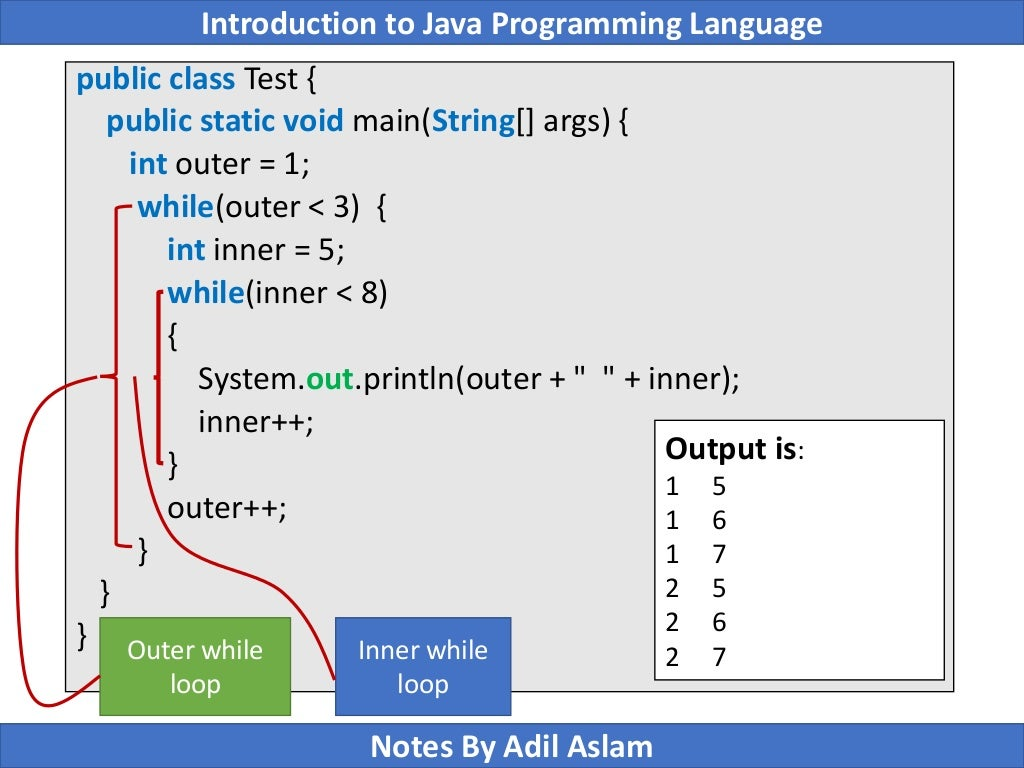 Introduction to Java Programming Language
public class Test {
public static void main(String[] args) {
int outer = 1;
while(outer < 3)  {
int inner = 5;
while(inner < 8)
{
System.out.println(outer + "  " + inner);
inner++;
}
outer++;
}
}
}
Output is:
1    5
1    6
1    7
2    5
2    6
2    7
Outer while
loop
Inner while
loop
Notes By Adil Aslam